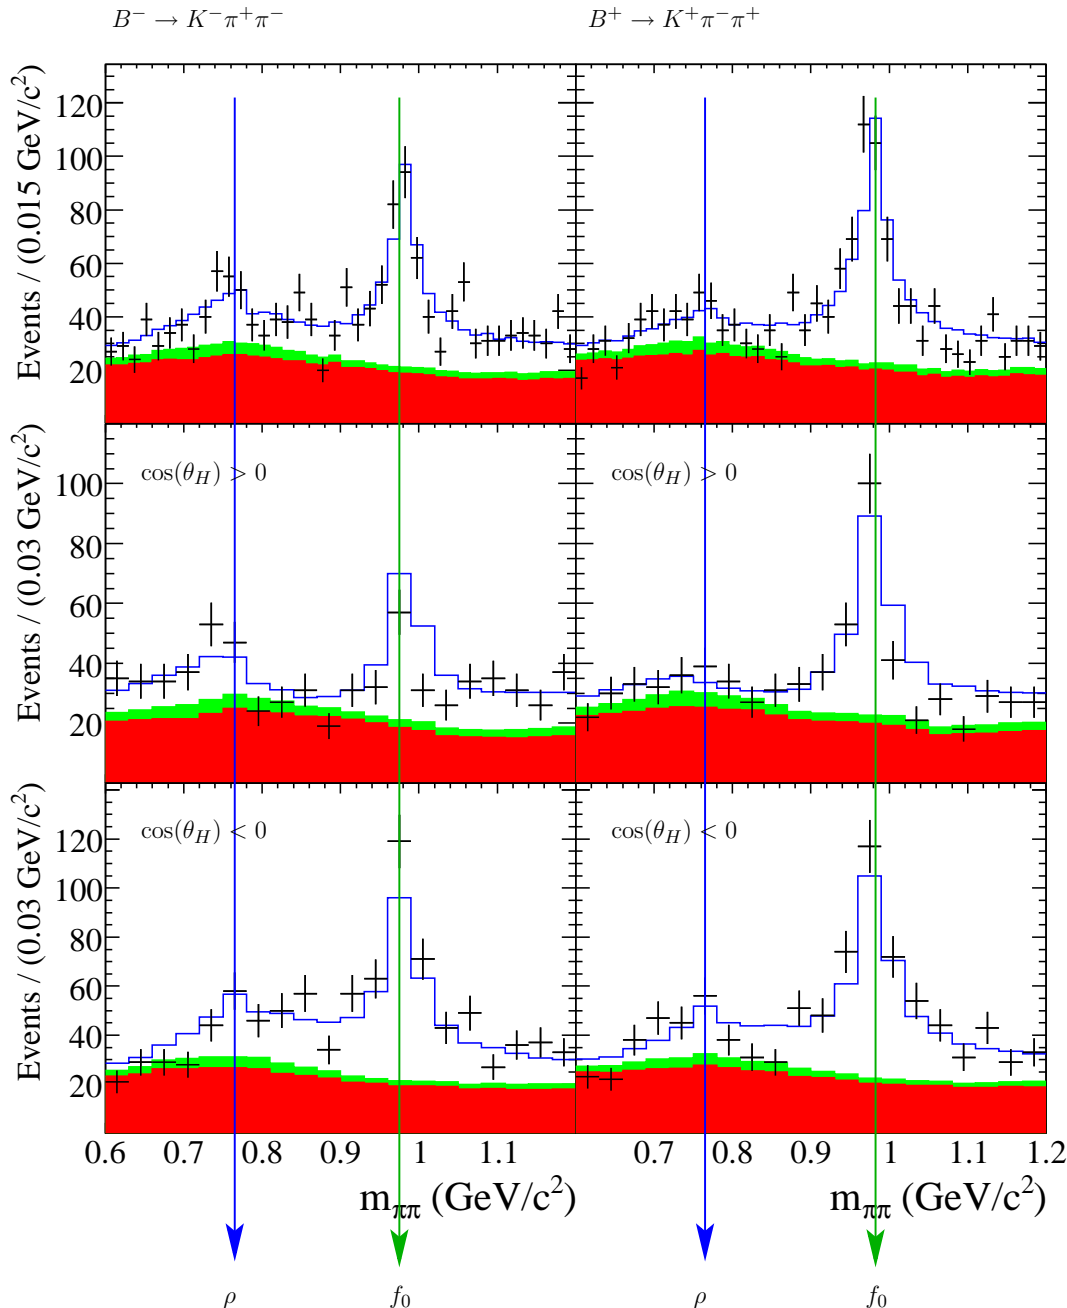 B⁻ → K⁻π⁺π⁻ B⁺ → K⁺π⁻π⁺
Events / (0.015 GeV/c²)
120
100
80
60
40
20
Events / (0.03 GeV/c²)
cos(θ_H) > 0 cos(θ_H) > 0
100
80
60
40
20
Events / (0.03 GeV/c²)
cos(θ_H) < 0 cos(θ_H) < 0
120
100
80
60
40
20
0.6 0.7 0.8 0.9 1 1.1 0.7 0.8 0.9 1 1.1 1.2
m_ππ (GeV/c²) m_ππ (GeV/c²)
ρ f₀ ρ f₀